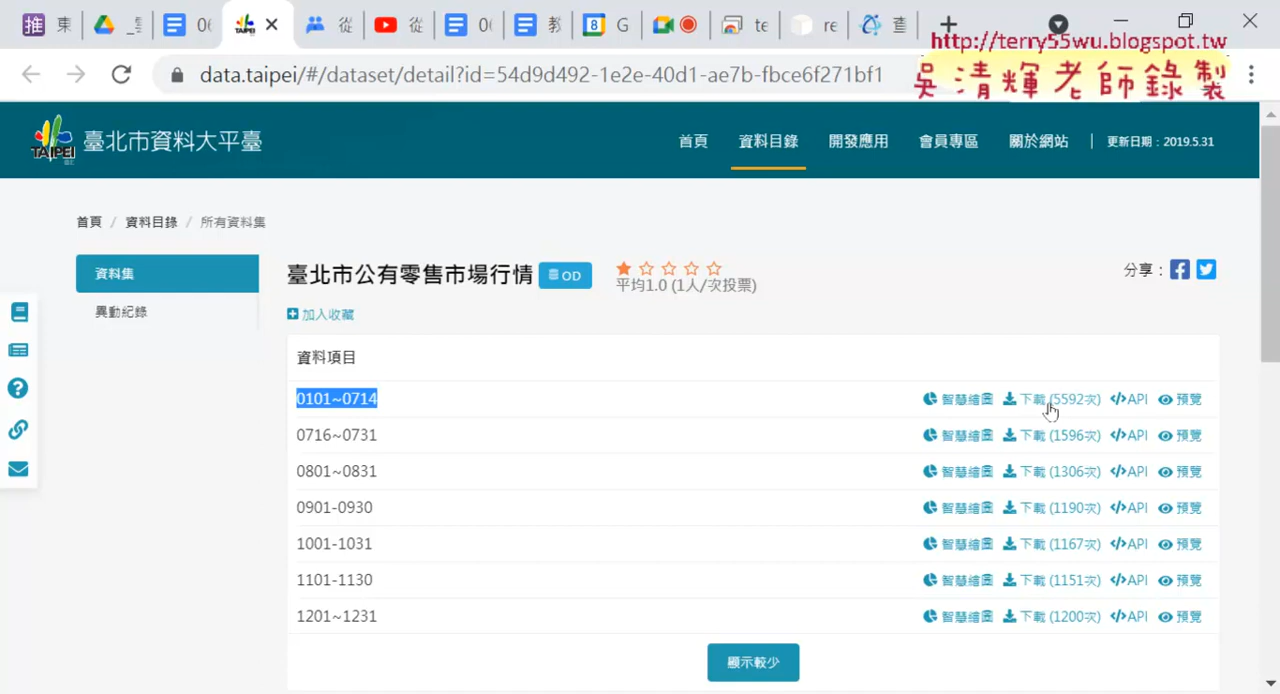 東
0
從
從
0
教
8
G
te
re
http://terry55wu.blogspot.tw
data.taipei/#/dataset/detail?id=54d9d492-1e2e-40d1-ae7b-fbce6f271bf1
吳清輝老師錄製
TAIPEI 臺北市資料大平臺
首頁 資料目錄 開發應用 會員專區 關於網站 | 更新日期：2019.5.31
首頁 / 資料目錄 / 所有資料集
資料集
異動紀錄
臺北市公有零售市場行情 OD
平均1.0 (1人/次投票)
分享：
加入收藏
資料項目
0101~0714 智慧繪圖 下載 (5592次) API 預覽
0716~0731 智慧繪圖 下載 (1596次) API 預覽
0801~0831 智慧繪圖 下載 (1306次) API 預覽
0901-0930 智慧繪圖 下載 (1190次) API 預覽
1001-1031 智慧繪圖 下載 (1167次) API 預覽
1101-1130 智慧繪圖 下載 (1151次) API 預覽
1201~1231 智慧繪圖 下載 (1200次) API 預覽
顯示較少